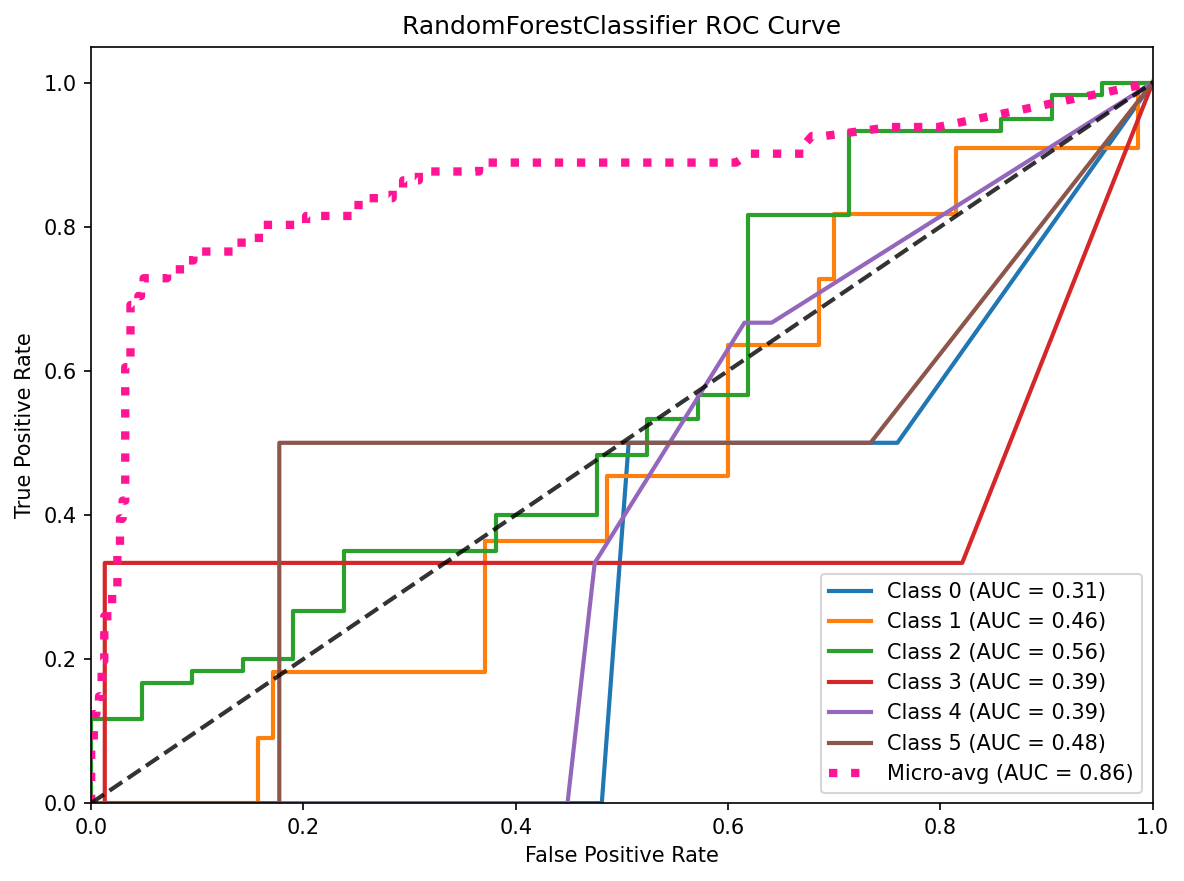 RandomForestClassifier ROC Curve
True Positive Rate
1.0
0.8
0.6
0.4
0.2
0.0
Class 0 (AUC = 0.31)
Class 1 (AUC = 0.46)
Class 2 (AUC = 0.56)
Class 3 (AUC = 0.39)
Class 4 (AUC = 0.39)
Class 5 (AUC = 0.48)
Micro-avg (AUC = 0.86)
0.0 0.2 0.4 0.6 0.8 1.0
False Positive Rate